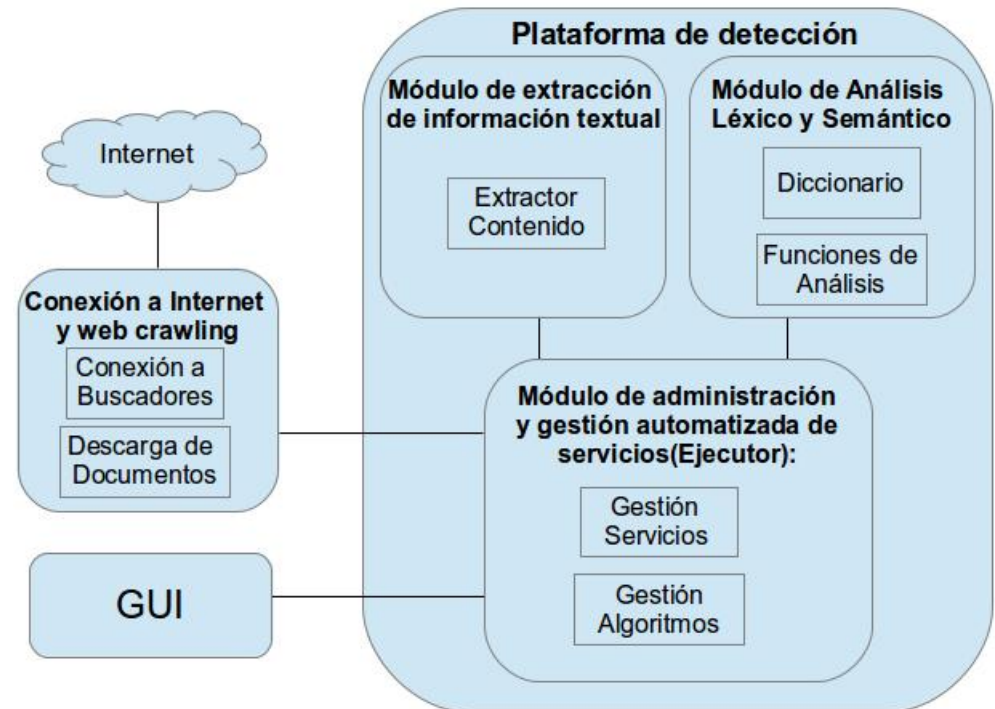 Plataforma de detección
Módulo de extracción
de información textual
Extractor
Contenido
Módulo de Análisis
Léxico y Semántico
Diccionario
Funciones de
Análisis
Internet
Conexión a Internet
y web crawling
Conexión a
Buscadores
Descarga de
Documentos
Módulo de administración
y gestión automatizada de
servicios(Ejecutor):
Gestión
Servicios
Gestión
Algoritmos
GUI